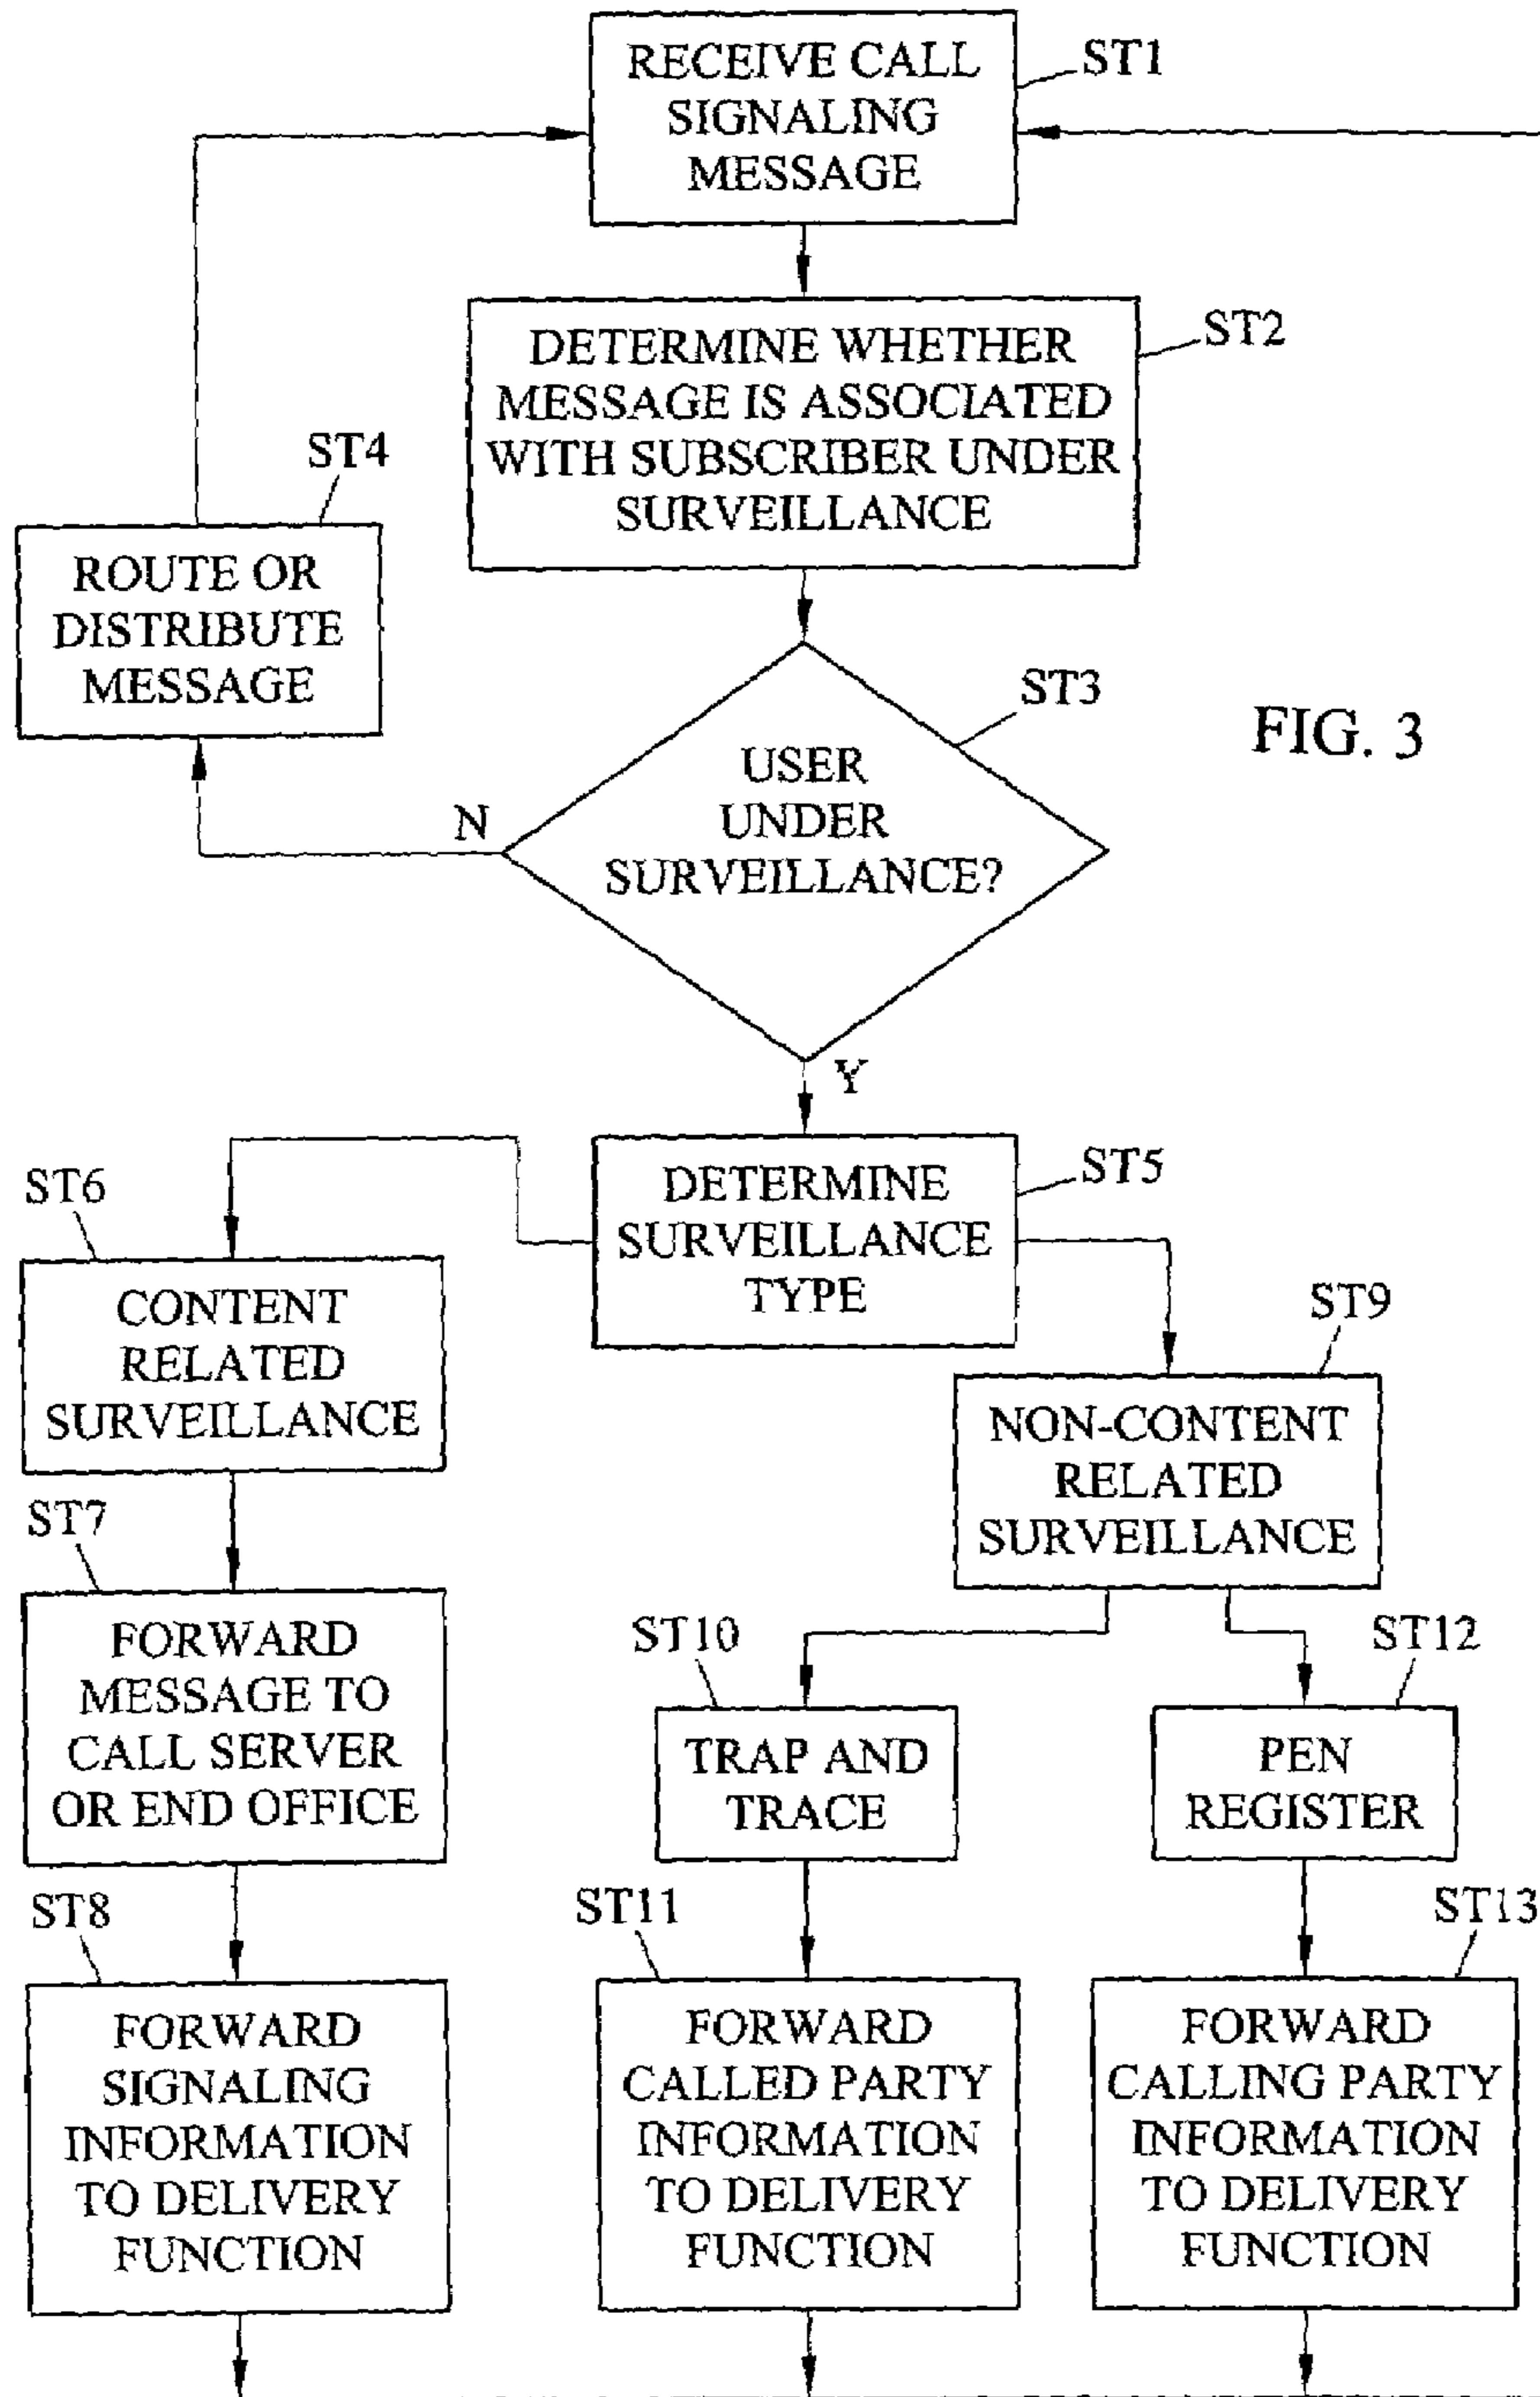 RECEIVE CALL
SIGNALING
MESSAGE
ST1
DETERMINE WHETHER
MESSAGE IS ASSOCIATED
WITH SUBSCRIBER UNDER
SURVEILLANCE
ST2
ST4
ROUTE OR
DISTRIBUTE
MESSAGE
ST3
USER
UNDER
SURVEILLANCE?
FIG. 3
N
Y
DETERMINE
SURVEILLANCE
TYPE
ST5
ST6
CONTENT
RELATED
SURVEILLANCE
ST9
NON-CONTENT
RELATED
SURVEILLANCE
ST7
FORWARD
MESSAGE TO
CALL SERVER
OR END OFFICE
ST10
TRAP AND
TRACE
ST12
PEN
REGISTER
ST8
FORWARD
SIGNALING
INFORMATION
TO DELIVERY
FUNCTION
ST11
FORWARD
CALLED PARTY
INFORMATION
TO DELIVERY
FUNCTION
ST13
FORWARD
CALLING PARTY
INFORMATION
TO DELIVERY
FUNCTION